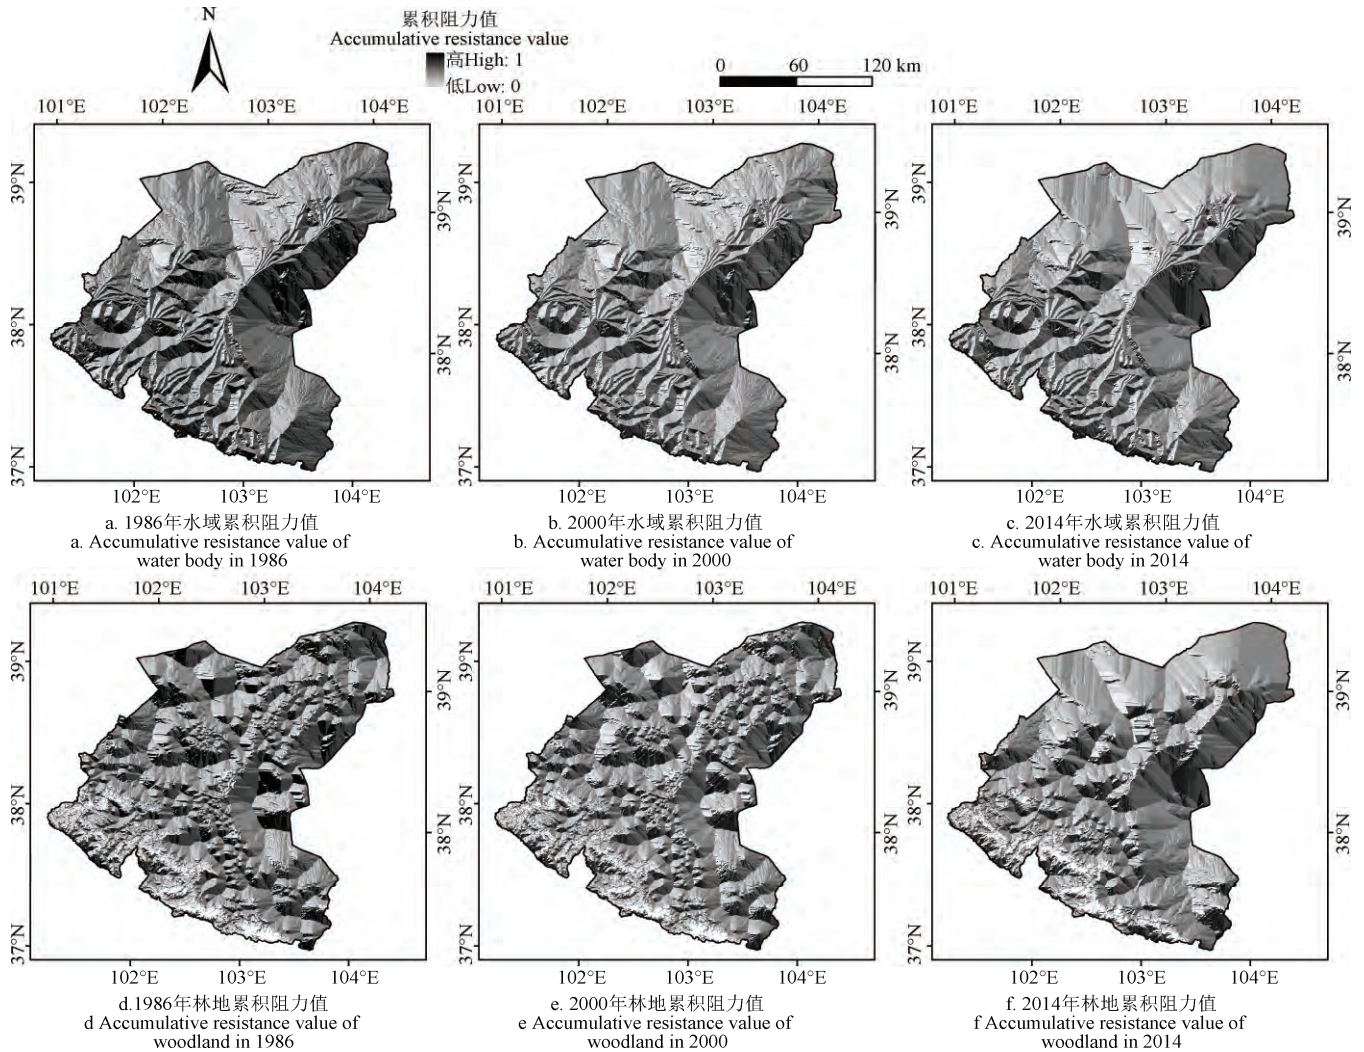 N
累积阻力值
Accumulative resistance value
高High: 1
低Low: 0
0 60 120 km
101°E 102°E 103°E 104°E 101°E 102°E 103°E 104°E 101°E 102°E 103°E 104°E
39°N 39°N 39°N 39°N 39°N 39°N
38°N 38°N 38°N 38°N 38°N 38°N
37°N 37°N 37°N
102°E 103°E 104°E 102°E 103°E 104°E 102°E 103°E 104°E
a. 1986年水域累积阻力值
a. Accumulative resistance value of
water body in 1986
b. 2000年水域累积阻力值
b. Accumulative resistance value of
water body in 2000
c. 2014年水域累积阻力值
c. Accumulative resistance value of
water body in 2014
101°E 102°E 103°E 104°E 101°E 102°E 103°E 104°E 101°E 102°E 103°E 104°E
39°N 39°N 39°N 39°N 39°N 39°N
38°N 38°N 38°N 38°N 38°N 38°N
37°N 37°N 37°N
102°E 103°E 104°E 102°E 103°E 104°E 102°E 103°E 104°E
d.1986年林地累积阻力值
d Accumulative resistance value of
woodland in 1986
e. 2000年林地累积阻力值
e Accumulative resistance value of
woodland in 2000
f. 2014年林地累积阻力值
f Accumulative resistance value of
woodland in 2014